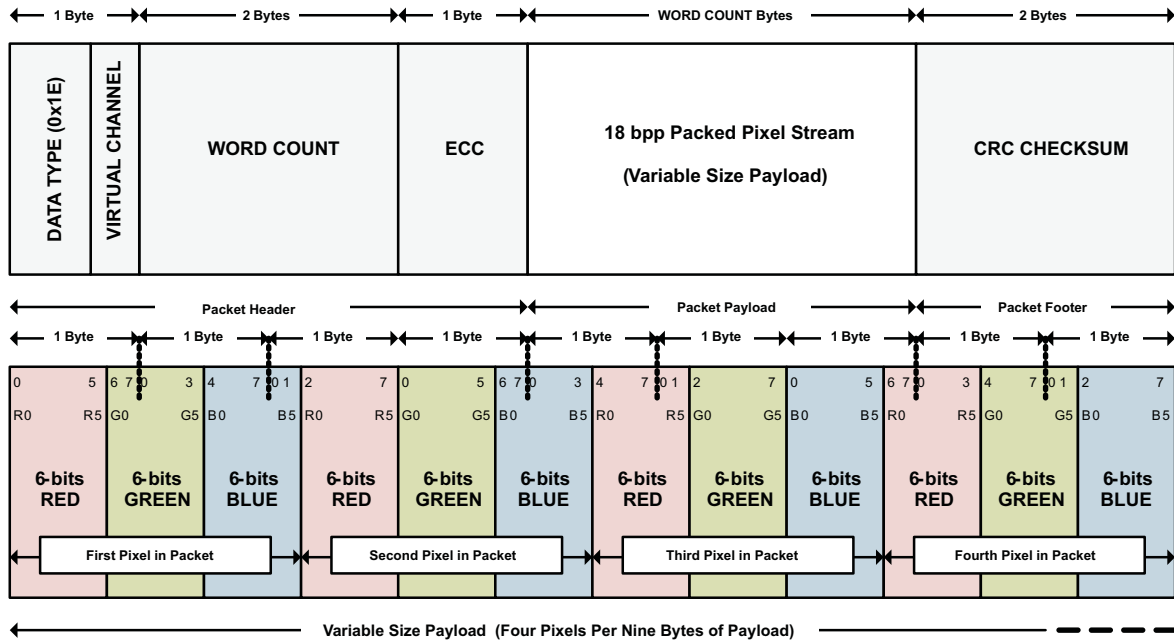 1 Byte 2 Bytes 1 Byte WORD COUNT Bytes 2 Bytes
DATA TYPE (0x1E)
VIRTUAL CHANNEL
WORD COUNT
ECC
18 bpp Packed Pixel Stream
(Variable Size Payload)
CRC CHECKSUM
Packet Header Packet Payload Packet Footer
1 Byte 1 Byte 1 Byte 1 Byte 1 Byte 1 Byte 1 Byte 1 Byte 1 Byte
0 5 6 7 0 3 4 7 0 1 2 7 0 5 6 7 0 3 4 7 0 1 2 7 0 5 6 7 0 3 4 7 0 1 2 7
R0 R5 G0 G5 B0 B5 R0 R5 G0 G5 B0 B5 R0 R5 G0 G5 B0 B5 R0 R5 G0 G5 B0 B5
6-bits 6-bits 6-bits 6-bits 6-bits 6-bits 6-bits 6-bits 6-bits 6-bits 6-bits 6-bits
RED GREEN BLUE RED GREEN BLUE RED GREEN BLUE RED GREEN BLUE
First Pixel in Packet Second Pixel in Packet Third Pixel in Packet Fourth Pixel in Packet
Variable Size Payload (Four Pixels Per Nine Bytes of Payload)